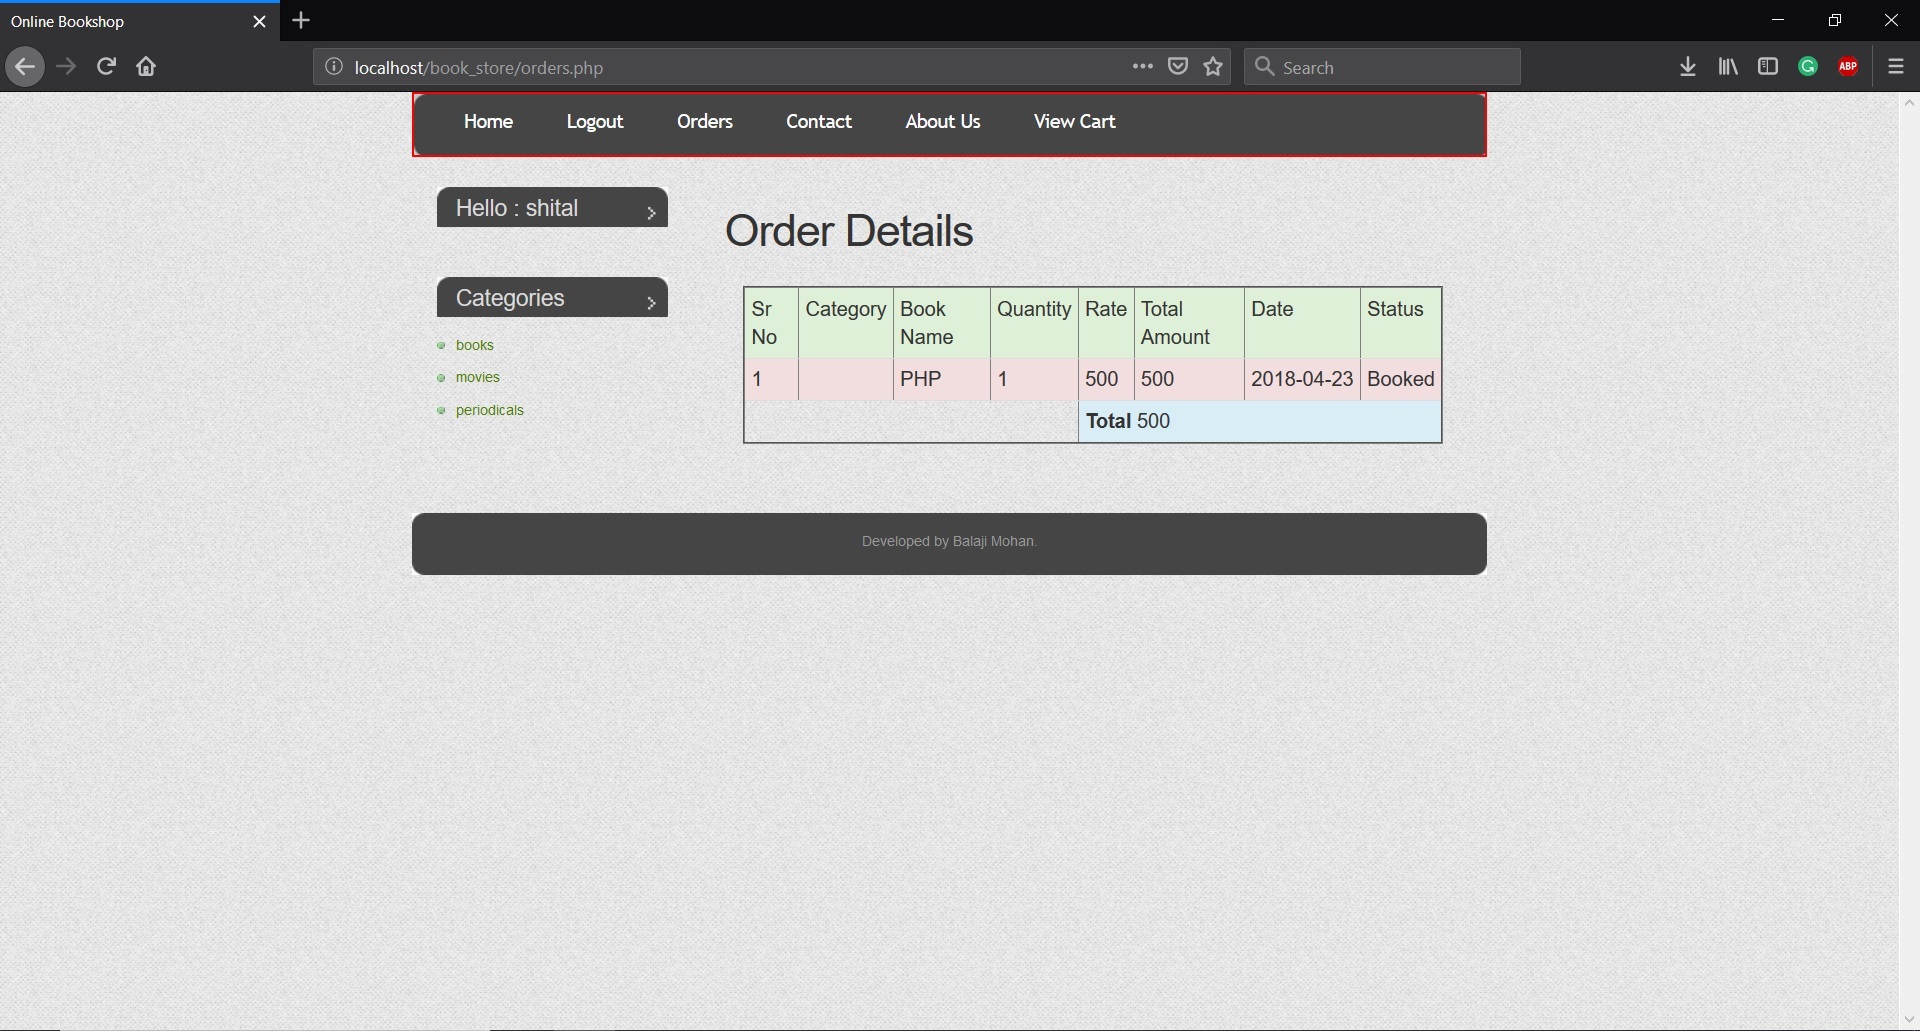 Online Bookshop
localhost/book_store/orders.php
Search
ABP
Home Logout Orders Contact About Us View Cart
Hello : shital
Categories
books
movies
periodicals
Order Details
Sr No Category Book Name Quantity Rate Total Amount Date Status
1 PHP 1 500 500 2018-04-23 Booked
Total 500
Developed by Balaji Mohan.